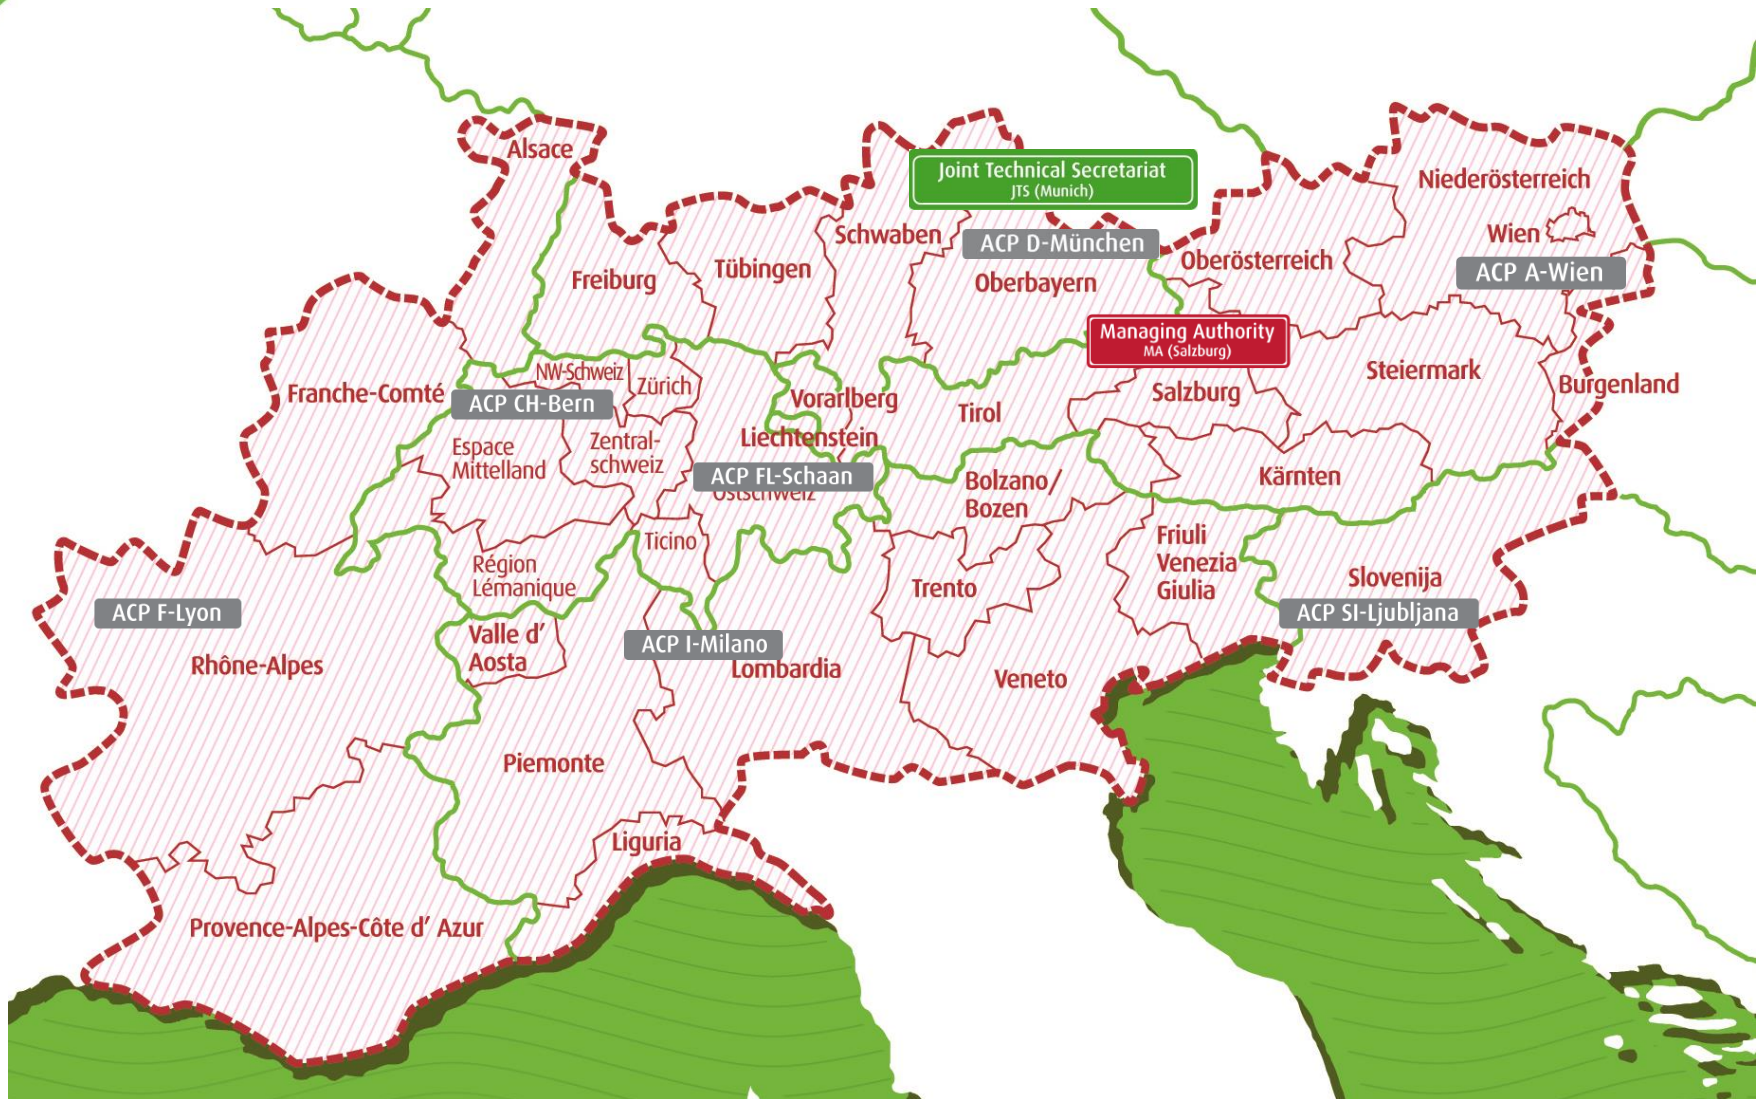 Alsace
Joint Technical Secretariat
JTS (Munich)
Niederösterreich
Wien
Schwaben
ACP D-München
Oberösterreich
ACP A-Wien
Freiburg
Tübingen
Oberbayern
Managing Authority
MA (Salzburg)
Franche-Comté
NW-Schweiz
Zürich
Vorarlberg
Tirol
Salzburg
Steiermark
Burgenland
ACP CH-Bern
Espace
Mittelland
Zentral-
schweiz
Liechtenstein
ACP FL-Schaan
Ostschweiz
Bolzano/
Bozen
Kärnten
Ticino
Région
Lémanique
Trento
Friuli
Venezia
Giulia
Slovenija
ACP SI-Ljubljana
ACP F-Lyon
Rhône-Alpes
Valle d'
Aosta
ACP I-Milano
Lombardia
Veneto
Piemonte
Liguria
Provence-Alpes-Côte d' Azur